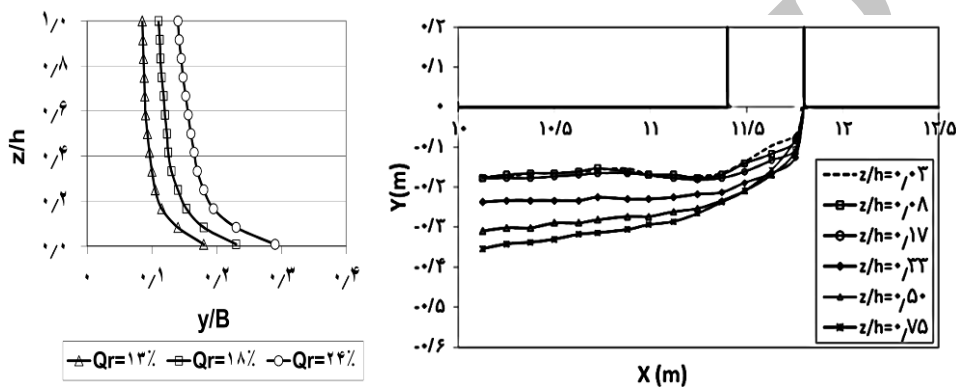 z/h
۱٫۰
۰٫۸
۰٫۶
۰٫۴
۰٫۲
۰٫۰
۰
۰٫۱
۰٫۲
۰٫۳
۰٫۴
y/B
Qr=۱۳٪
Qr=۱۸٪
Qr=۲۴٪
Y(m)
۰/۲
۰/۱
۰
-۰/۱
-۰/۲
-۰/۳
-۰/۴
-۰/۵
-۰/۶
۱۰
۱۰/۵
۱۱
۱۱/۵
۱۲
۱۲/۵
X (m)
z/h=۰٫۰۳
z/h=۰٫۰۸
z/h=۰٫۱۷
z/h=۰٫۳۳
z/h=۰٫۵۰
z/h=۰٫۷۵